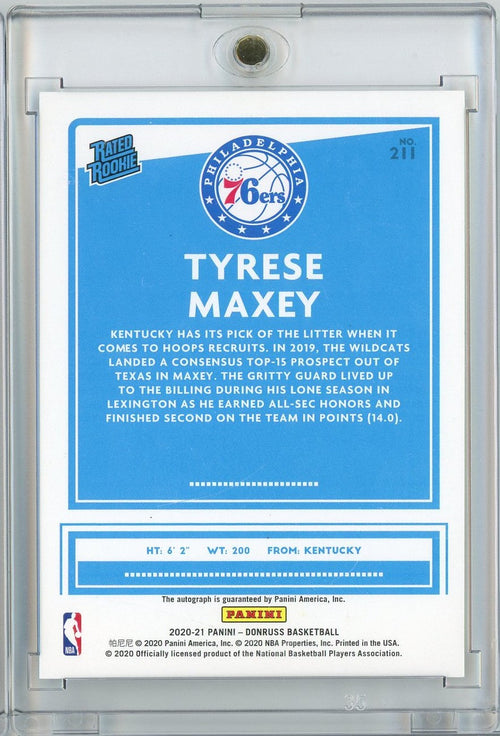 RATED
ROOKIE
NO.
211
PHILADELPHIA
76ers
TYRESE
MAXEY
KENTUCKY HAS ITS PICK OF THE LITTER WHEN IT
COMES TO HOOPS RECRUITS. IN 2019, THE WILDCATS
LANDED A CONSENSUS TOP-15 PROSPECT OUT OF
TEXAS IN MAXEY. THE GRITTY GUARD LIVED UP
TO THE BILLING DURING HIS LONE SEASON IN
LEXINGTON AS HE EARNED ALL-SEC HONORS AND
FINISHED SECOND ON THE TEAM IN POINTS (14.0).
HT: 6' 2" WT: 200 FROM: KENTUCKY
The autograph is guaranteed by Panini America, Inc.
PANINI
2020-21 PANINI – DONRUSS BASKETBALL
帕尼尼 © 2020 Panini America, Inc. © 2020 NBA Properties, Inc. Printed in the USA.
© 2020 Officially licensed product of the National Basketball Players Association.
NBA
35